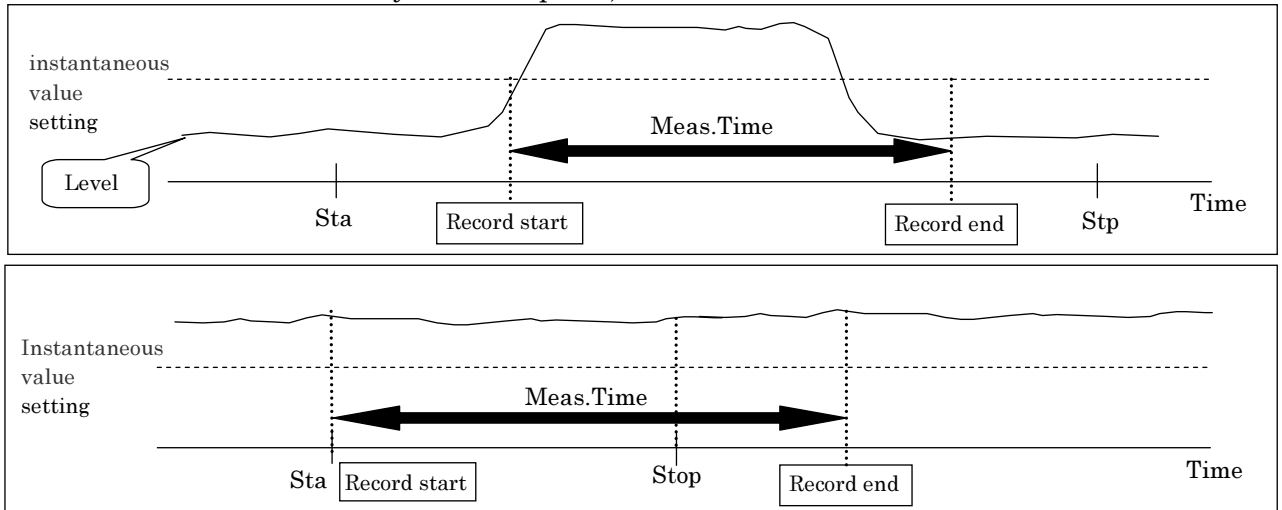 instantaneous
value
setting
Meas.Time
Level
Sta
Record start
Record end
Stp
Time
Instantaneous
value
setting
Meas.Time
Sta
Record start
Stop
Record end
Time